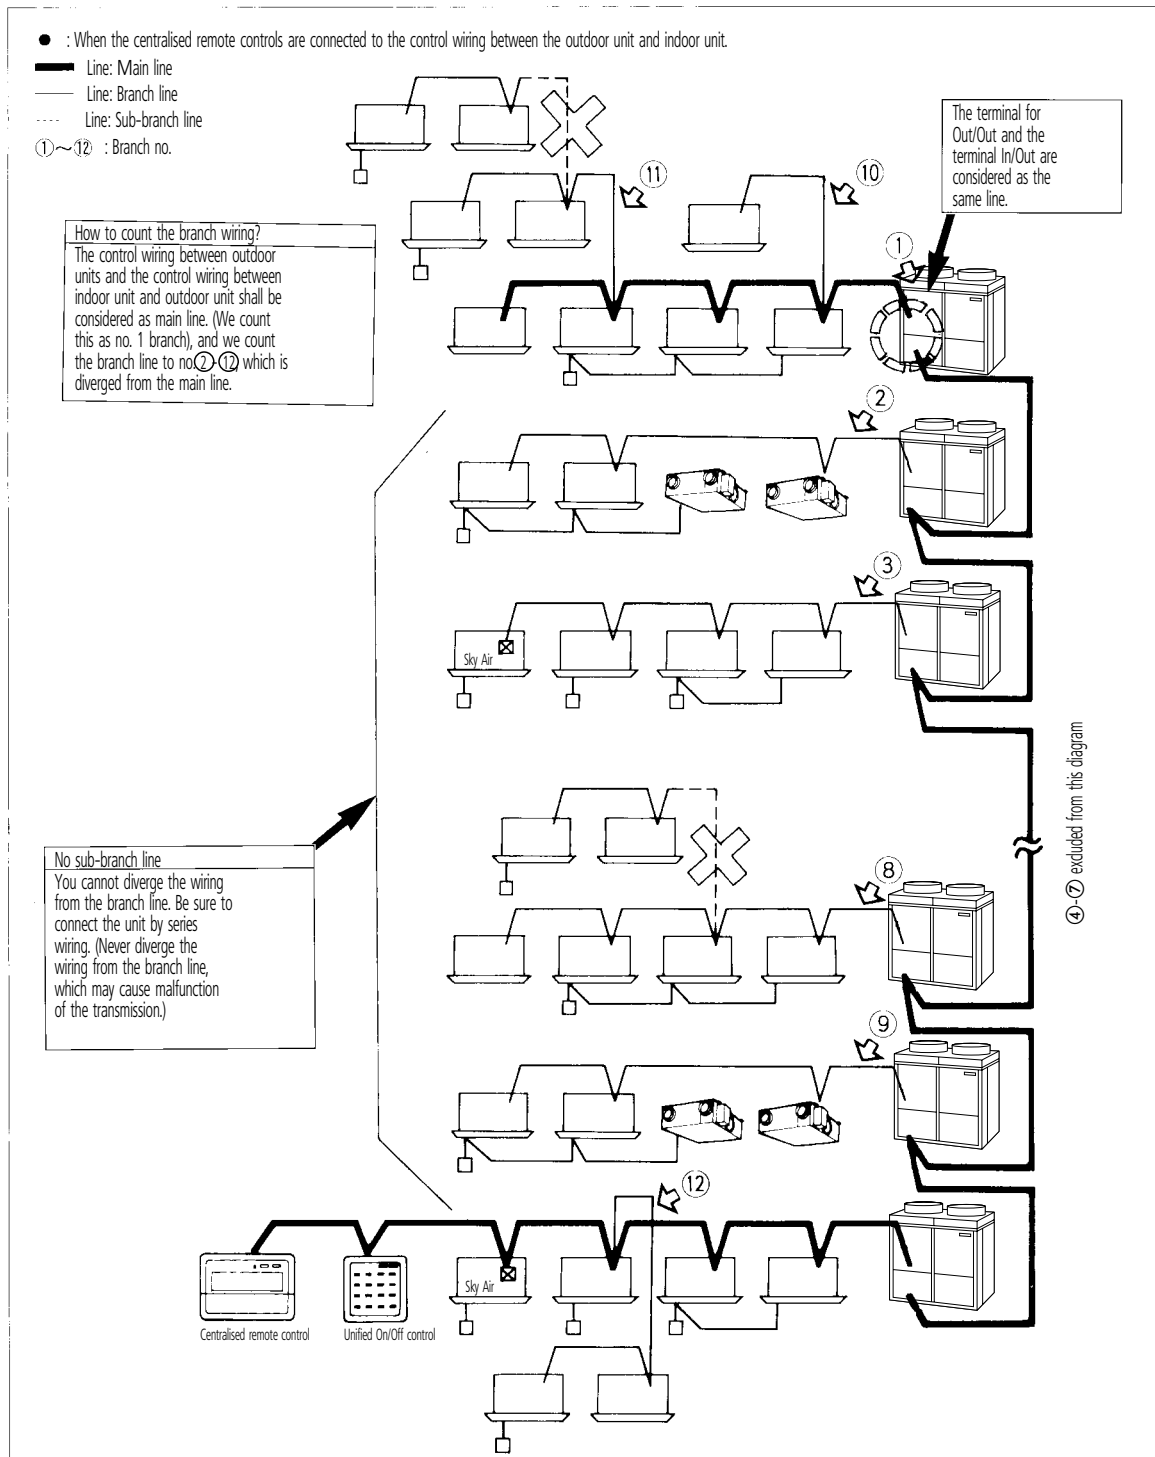 ● : When the centralised remote controls are connected to the control wiring between the outdoor unit and indoor unit.
Line: Main line
Line: Branch line
Line: Sub-branch line
①~⑫ : Branch no.
The terminal for
Out/Out and the
terminal In/Out are
considered as the
same line.
⑪
⑩
①
How to count the branch wiring?
The control wiring between outdoor
units and the control wiring between
indoor unit and outdoor unit shall be
considered as main line. (We count
this as no. 1 branch), and we count
the branch line to no.②-⑫, which is
diverged from the main line.
②
③
Sky Air
④-⑦ excluded from this diagram
No sub-branch line
You cannot diverge the wiring
from the branch line. Be sure to
connect the unit by series
wiring. (Never diverge the
wiring from the branch line,
which may cause malfunction
of the transmission.)
⑧
⑨
⑫
Sky Air
Centralised remote control
Unified On/Off control